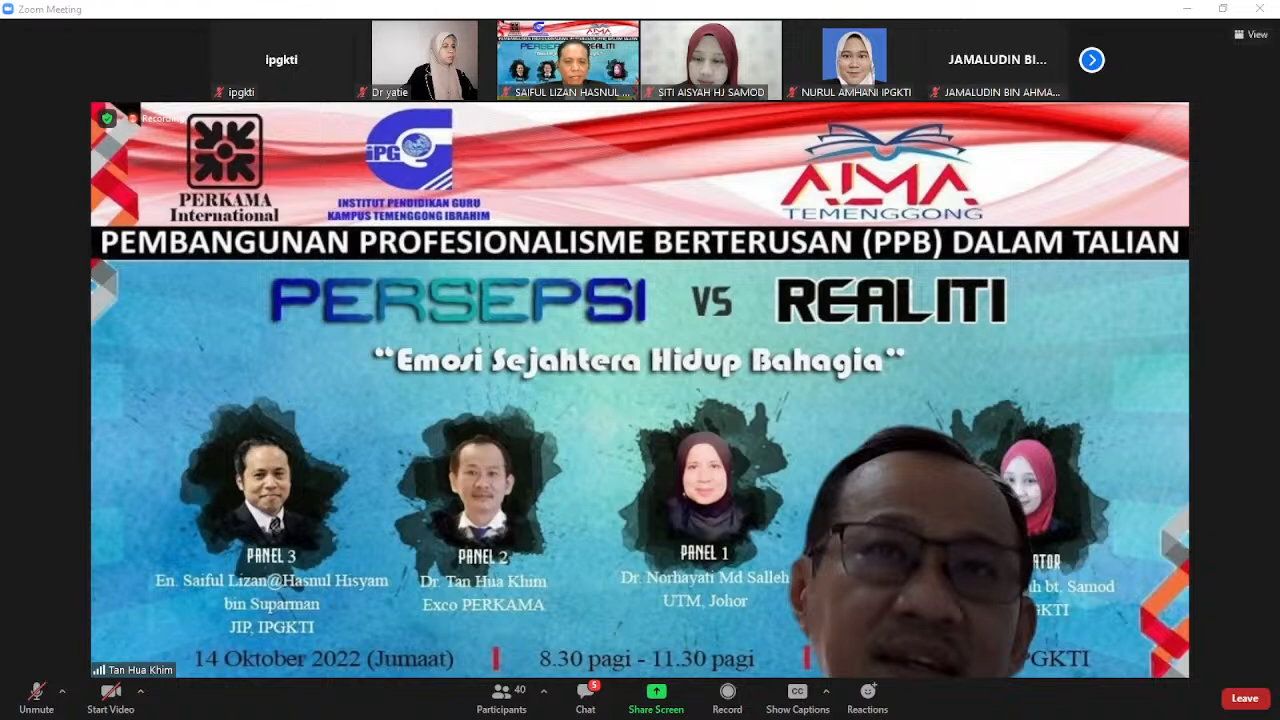 Zoom Meeting
View
ipgkti
JAMALUDIN BI...
ipgkti
Dr yatie
SAIFUL LIZAN HASNUL ...
SITI AISYAH HJ SAMOD
NURUL AMHANI IPGKTI
JAMALUDIN BIN AHMA...
Recording
PERKAMA
International
iPG
INSTITUT PENDIDIKAN GURU
KAMPUS TEMENGGONG IBRAHIM
AIMA
TEMENGGONG
PEMBANGUNAN PROFESIONALISME BERTERUSAN (PPB) DALAM TALIAN
PERSEPSI VS REALITI
"Emosi Sejahtera Hidup Bahagia"
PANEL 3
En. Saiful Lizan@Hasnul Hisyam
bin Suparman
JIP, IPGKTI
PANEL 2
Dr. Tan Hua Khim
Exco PERKAMA
PANEL 1
Dr. Norhayati Md Salleh
UTM, Johor
ATOR
ah bt, Samod
GKTI
14 Oktober 2022 (Jumaat) | 8.30 pagi - 11.30 pagi | PGKTI
Tan Hua Khim
Unmute
Start Video
Participants
40
Chat
5
Share Screen
Record
CC
Show Captions
Reactions
Leave